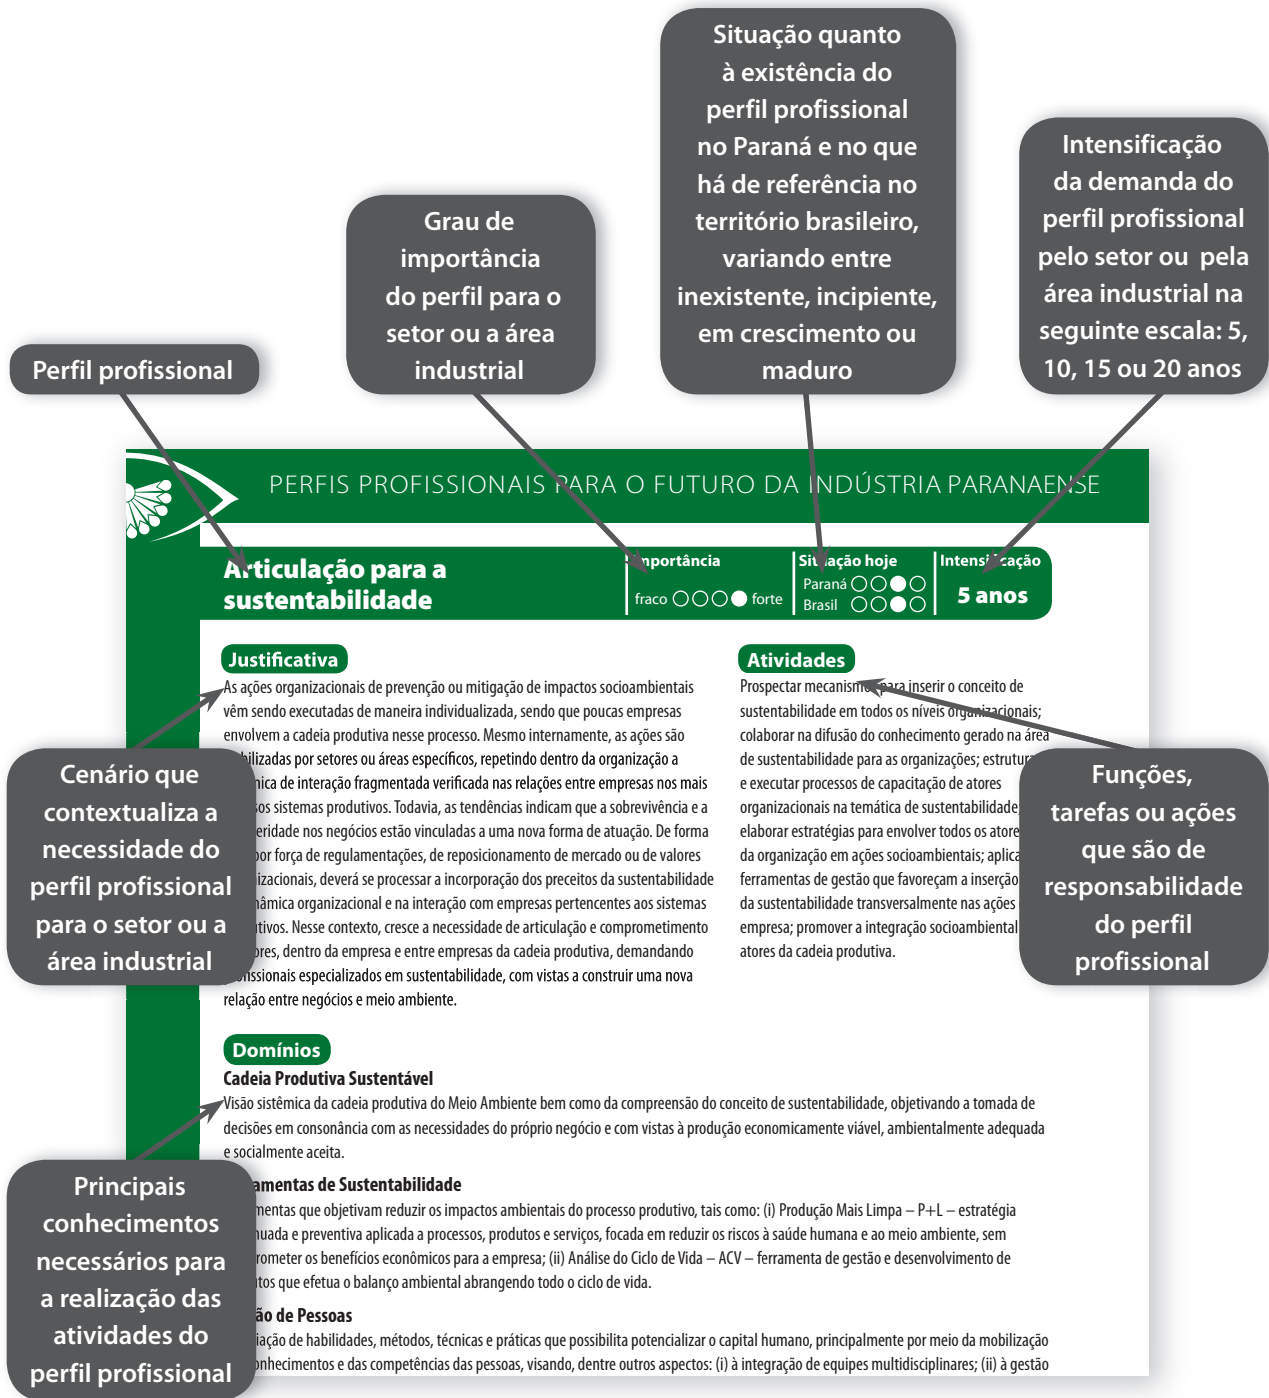 Situação quanto
à existência do
perfil profissional
no Paraná e no que
há de referência no
território brasileiro,
variando entre
inexistente, incipiente,
em crescimento ou
maduro
Intensificação
da demanda do
perfil profissional
pelo setor ou pela
área industrial na
seguinte escala: 5,
10, 15 ou 20 anos
Grau de
importância
do perfil para o
setor ou a área
industrial
Perfil profissional
PERFIS PROFISSIONAIS PARA O FUTURO DA INDÚSTRIA PARANAENSE
Articulação para a
sustentabilidade
Importância
fraco forte
Situação hoje
Paraná
Brasil
Intensificação
5 anos
Justificativa
As ações organizacionais de prevenção ou mitigação de impactos socioambientais
vêm sendo executadas de maneira individualizada, sendo que poucas empresas
envolvem a cadeia produtiva nesse processo. Mesmo internamente, as ações são
por setores ou áreas específicos, repetindo dentro da organização a
de interação fragmentada verificada nas relações entre empresas nos mais
sistemas produtivos. Todavia, as tendências indicam que a sobrevivência e a
nos negócios estão vinculadas a uma nova forma de atuação. De forma
por força de regulamentações, de reposicionamento de mercado ou de valores
deverá se processar a incorporação dos preceitos da sustentabilidade
organizacional e na interação com empresas pertencentes aos sistemas
Nesse contexto, cresce a necessidade de articulação e comprometimento
dentro da empresa e entre empresas da cadeia produtiva, demandando
profissionais especializados em sustentabilidade, com vistas a construir uma nova
relação entre negócios e meio ambiente.
Atividades
Prospectar mecanismos para inserir o conceito de
sustentabilidade em todos os níveis organizacionais;
colaborar na difusão do conhecimento gerado na área
de sustentabilidade para as organizações;
e executar processos de capacitação de atores
organizacionais na temática de sustentabilidade;
elaborar estratégias para envolver todos os
da organização em ações socioambientais;
ferramentas de gestão que favoreçam a inserção
da sustentabilidade transversalmente nas ações
empresa; promover a integração socioambiental
atores da cadeia produtiva.
Cenário que
contextualiza a
necessidade do
perfil profissional
para o setor ou a
área industrial
Funções,
tarefas ou ações
que são de
responsabilidade
do perfil
profissional
Domínios
Cadeia Produtiva Sustentável
Visão sistêmica da cadeia produtiva do Meio Ambiente bem como da compreensão do conceito de sustentabilidade, objetivando a tomada de
decisões em consonância com as necessidades do próprio negócio e com vistas à produção economicamente viável, ambientalmente adequada
e socialmente aceita.
de Sustentabilidade
que objetivam reduzir os impactos ambientais do processo produtivo, tais como: (i) Produção Mais Limpa – P+L – estratégia
e preventiva aplicada a processos, produtos e serviços, focada em reduzir os riscos à saúde humana e ao meio ambiente, sem
os benefícios econômicos para a empresa; (ii) Análise do Ciclo de Vida – ACV – ferramenta de gestão e desenvolvimento de
que efetua o balanço ambiental abrangendo todo o ciclo de vida.
de Pessoas
de habilidades, métodos, técnicas e práticas que possibilita potencializar o capital humano, principalmente por meio da mobilização
e das competências das pessoas, visando, dentre outros aspectos: (i) à integração de equipes multidisciplinares; (ii) à gestão
Principais
conhecimentos
necessários para
a realização das
atividades do
perfil profissional